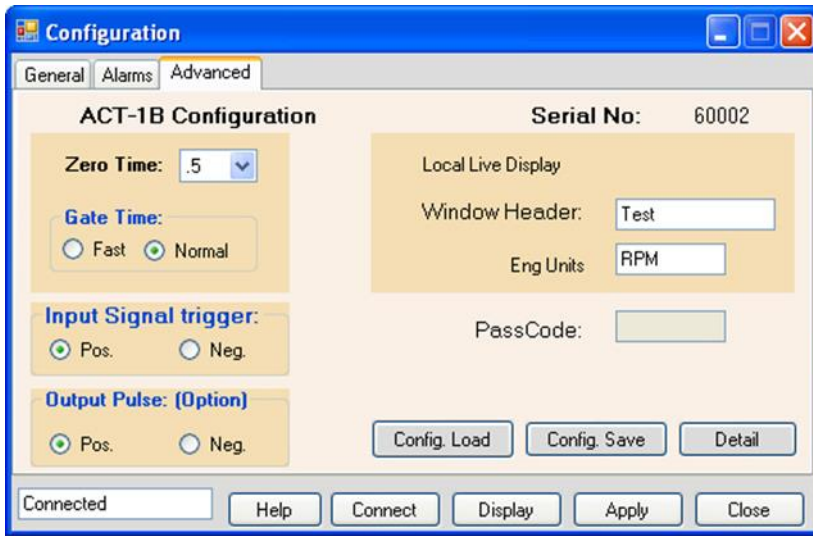 Configuration
General Alarms Advanced
ACT-1B Configuration
Serial No: 60002
Zero Time: .5
Gate Time:
Fast Normal
Local Live Display
Window Header: Test
Eng Units RPM
Input Signal trigger:
Pos. Neg.
PassCode:
Output Pulse: (Option)
Pos. Neg.
Config. Load Config. Save Detail
Connected Help Connect Display Apply Close